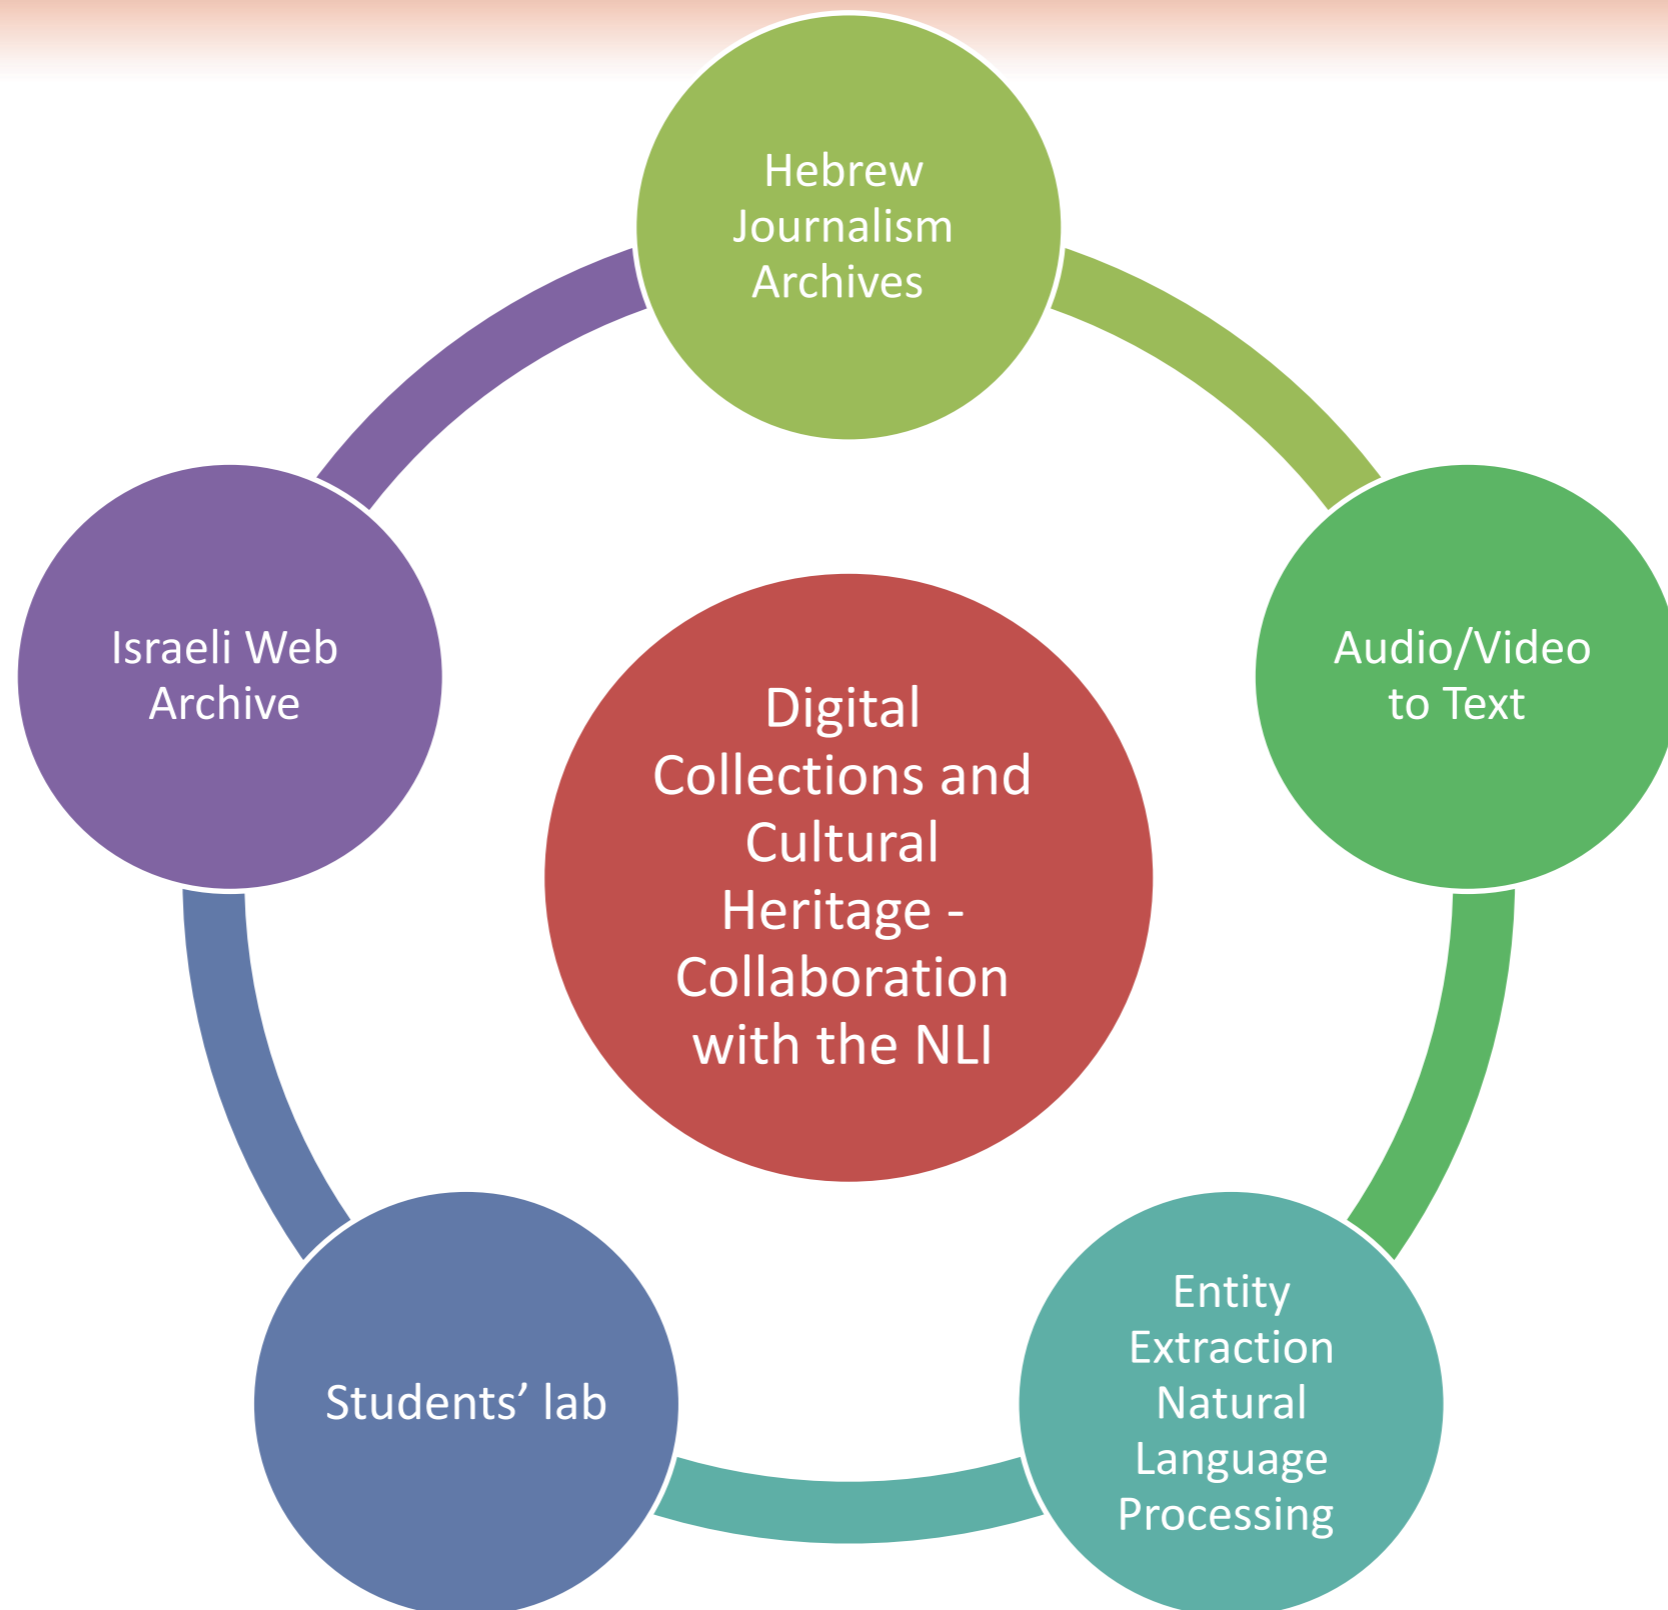 Hebrew
Journalism
Archives
Audio/Video
to Text
Entity
Extraction
Natural
Language
Processing
Students’ lab
Israeli Web
Archive
Digital
Collections and
Cultural
Heritage -
Collaboration
with the NLI